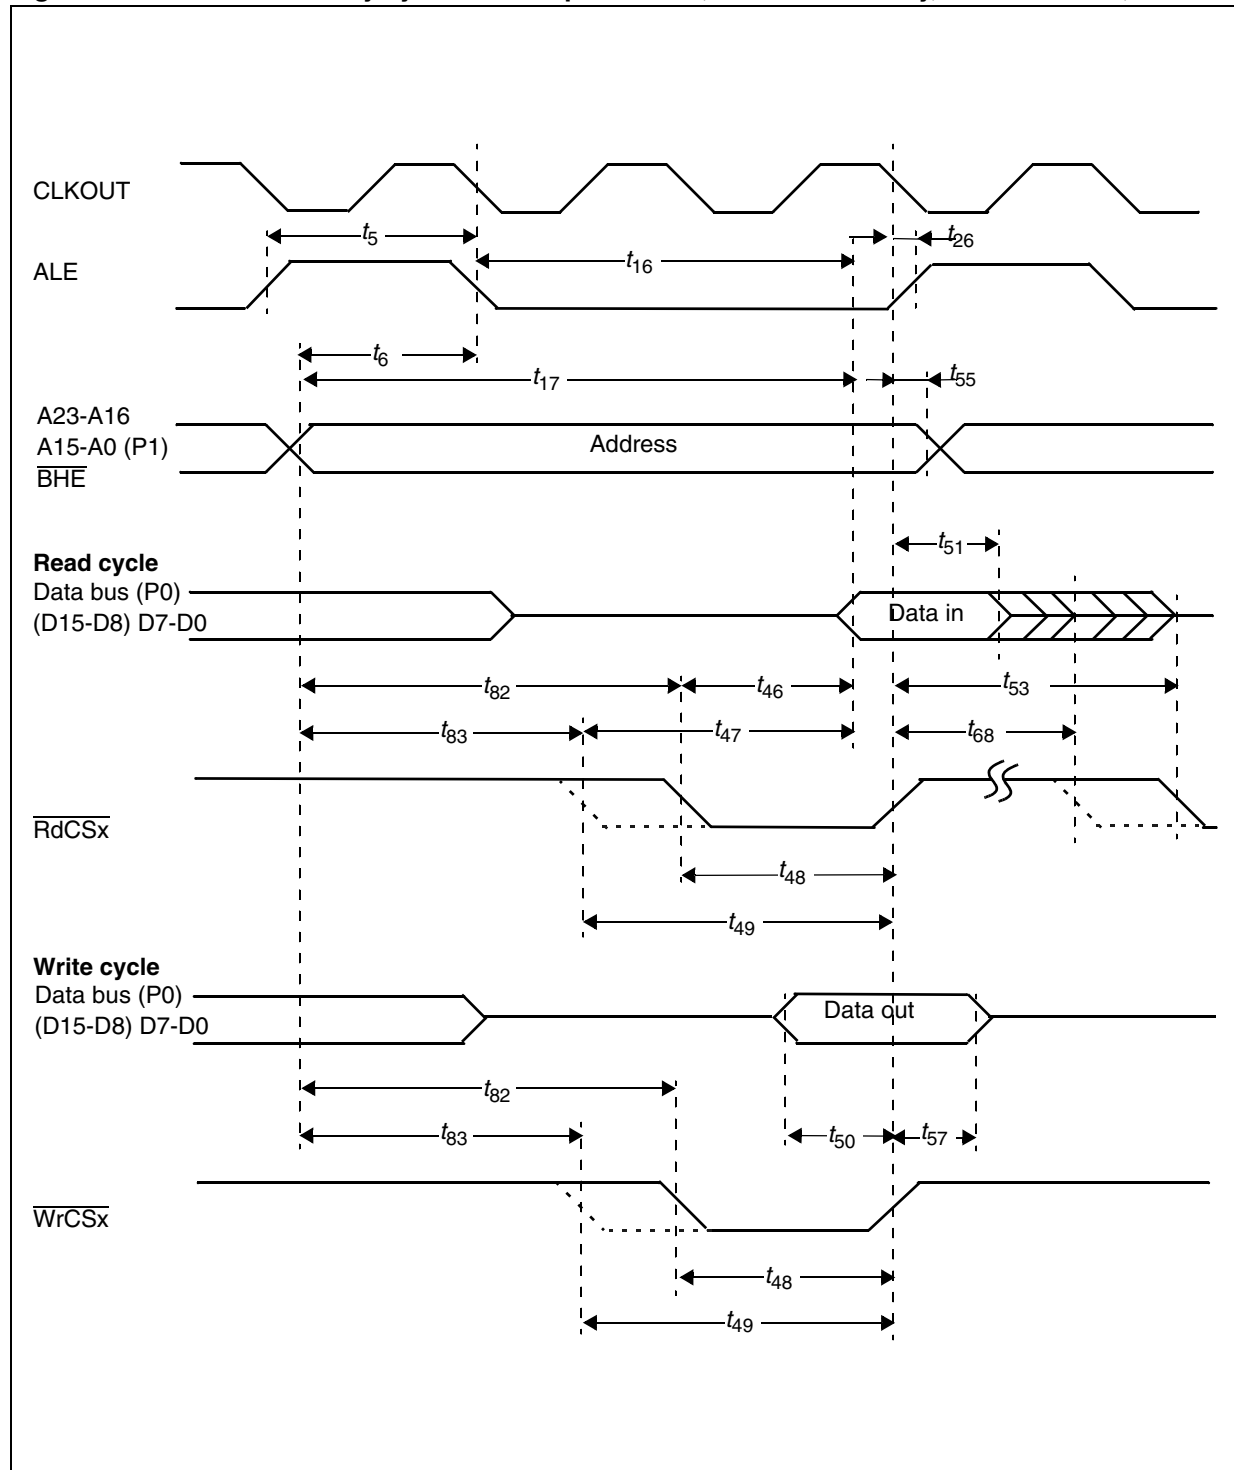 CLKOUT
t5
t26
ALE
t16
t6
t17
t55
A23-A16
A15-A0 (P1)
Address
BHE
t51
Read cycle
Data bus (P0)
(D15-D8) D7-D0
Data in
t82
t46
t53
t83
t47
t68
RdCSx
t48
t49
Write cycle
Data bus (P0)
(D15-D8) D7-D0
Data out
t82
t83
t50
t57
WrCSx
t48
t49